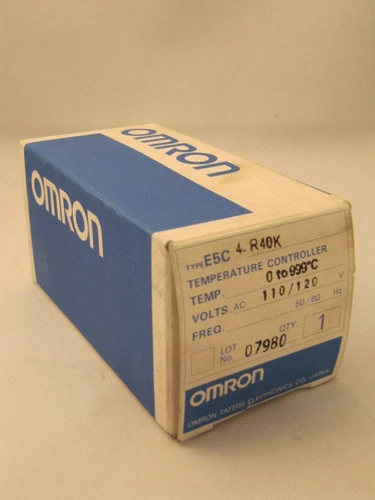 OMRON
OMRON
TYPE E5C 4-R40K
TEMPERATURE CONTROLLER
TEMP. 0 to 999°C
VOLTS. AC 110/120 V
FREQ. 50/60 Hz
LOT No. 07980 QTY. 1
OMRON
OMRON TATEISI ELECTRONICS CO. JAPAN